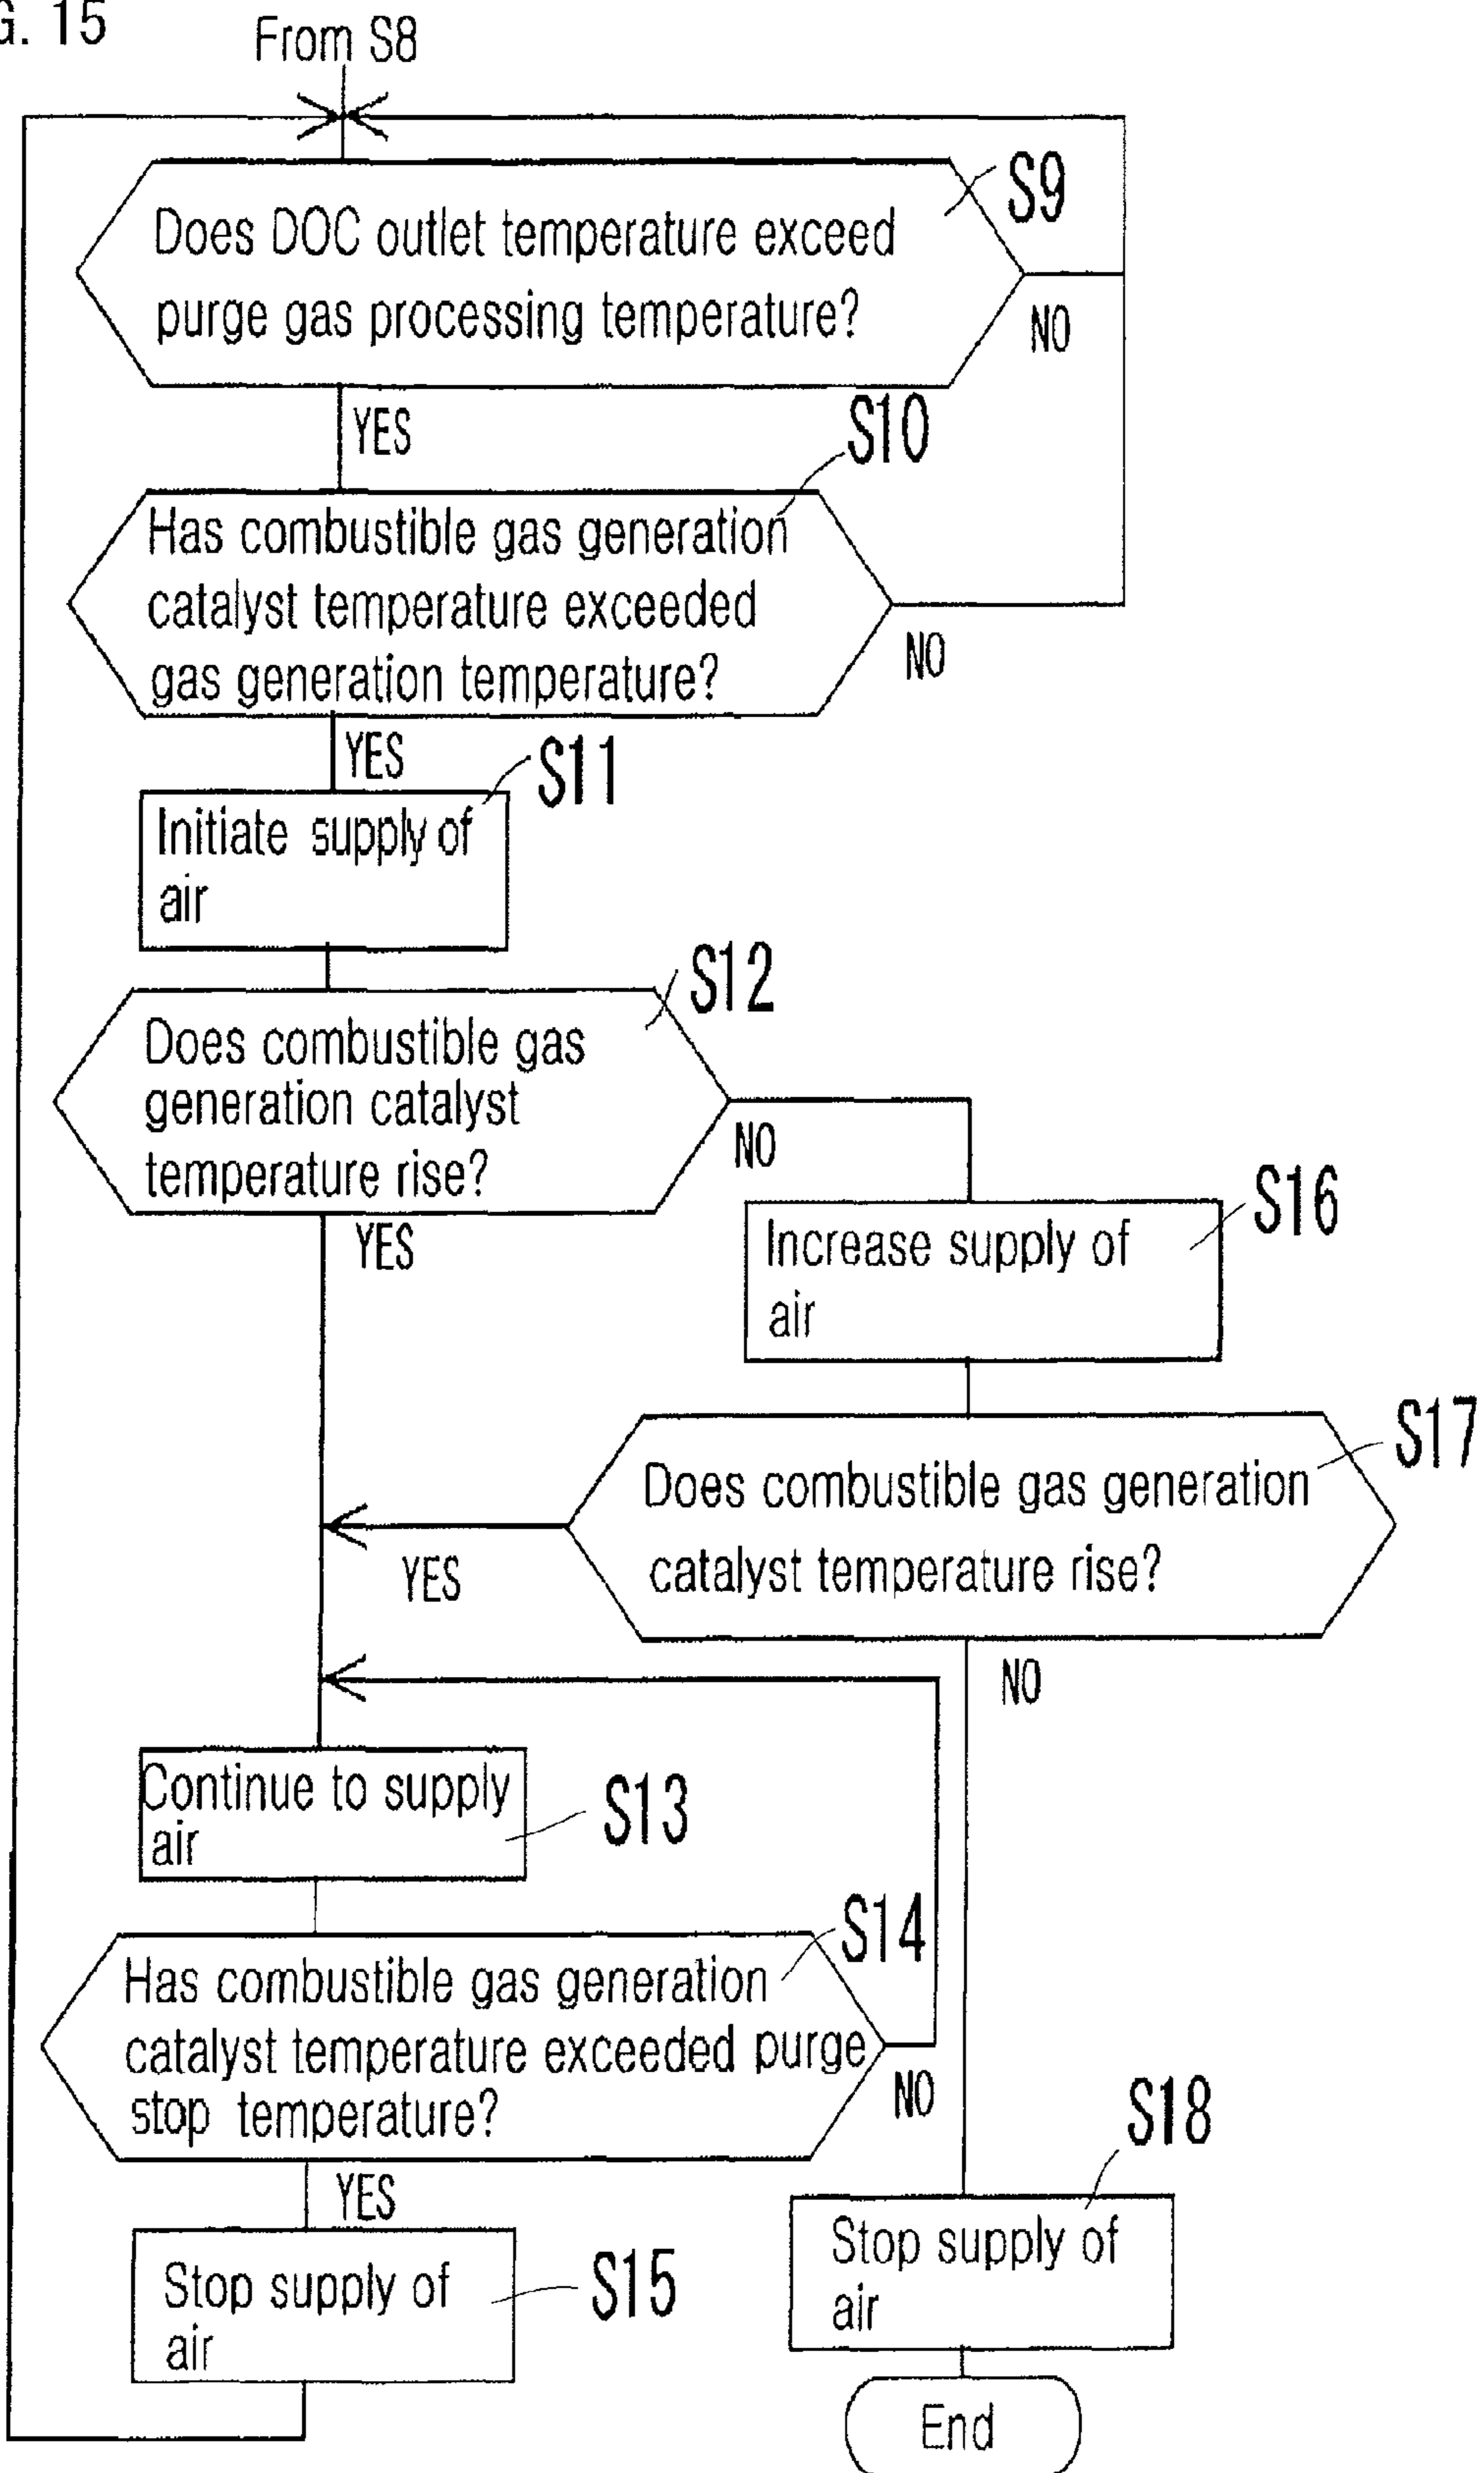 G. 15
From S8
S9
Does DOC outlet temperature exceed
purge gas processing temperature?
NO
YES
S10
Has combustible gas generation
catalyst temperature exceeded
gas generation temperature?
NO
YES
S11
Initiate supply of
air
S12
Does combustible gas
generation catalyst
temperature rise?
NO
YES
S16
Increase supply of
air
S17
Does combustible gas generation
catalyst temperature rise?
YES
NO
Continue to supply
air
S13
S14
Has combustible gas generation
catalyst temperature exceeded purge
stop temperature?
NO
YES
S18
Stop supply of
air
S15
Stop supply of
air
End